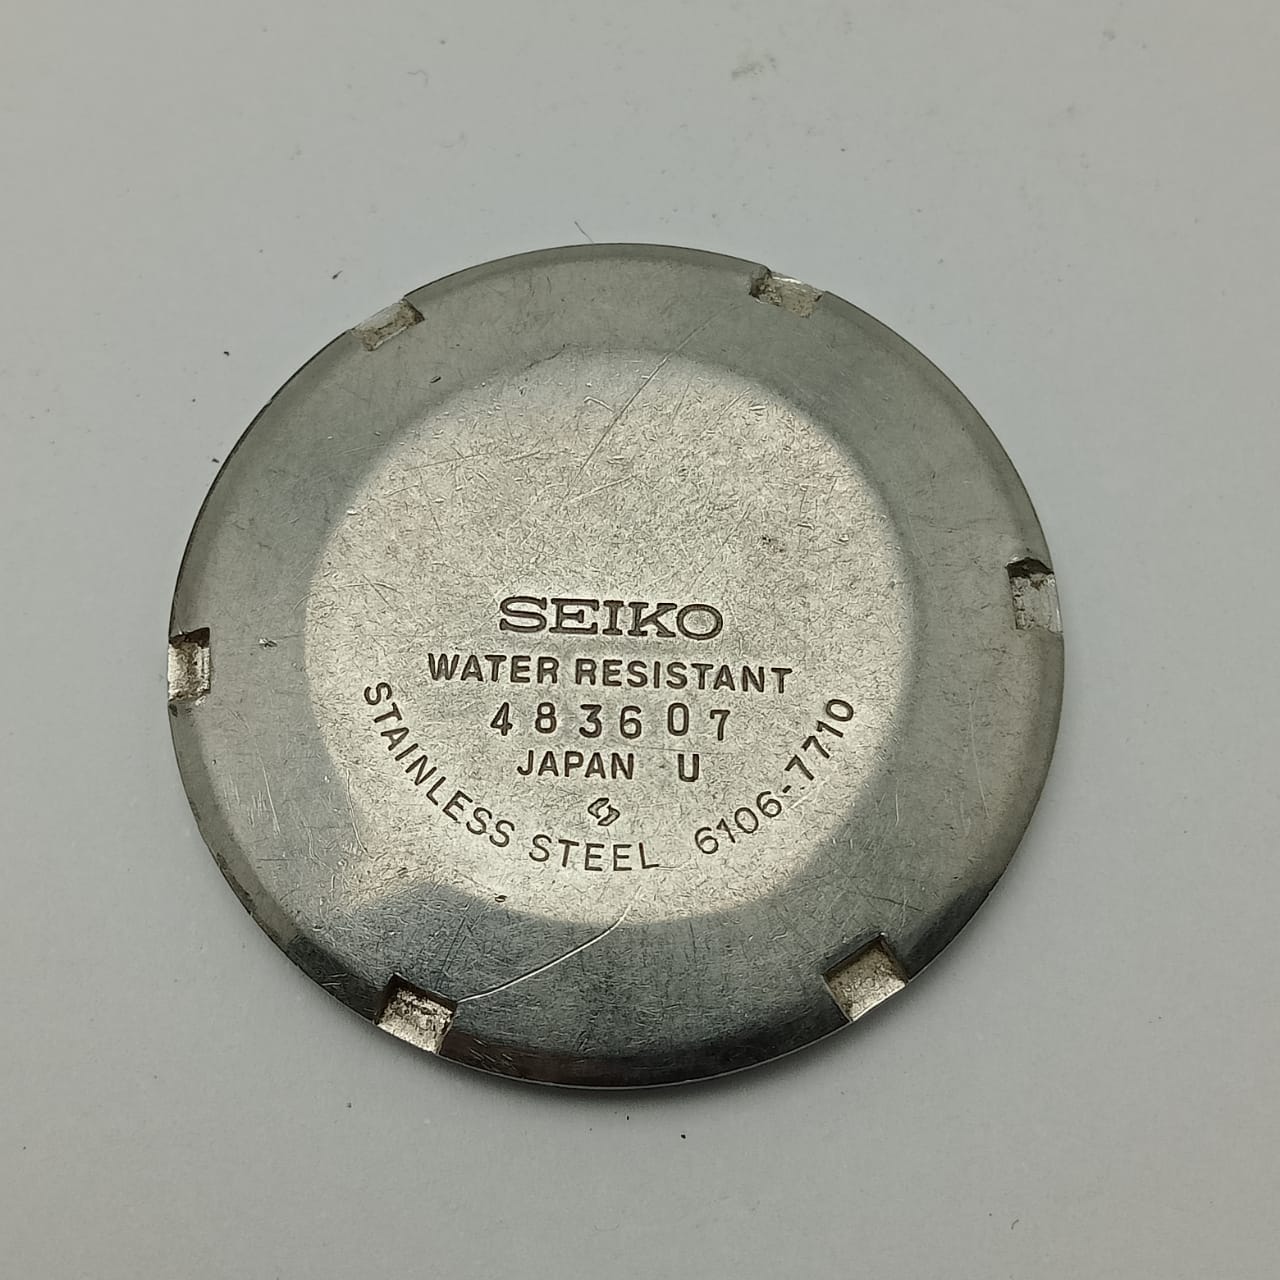 SEIKO
WATER RESISTANT
483607
JAPAN U
STAINLESS STEEL 6106-7710